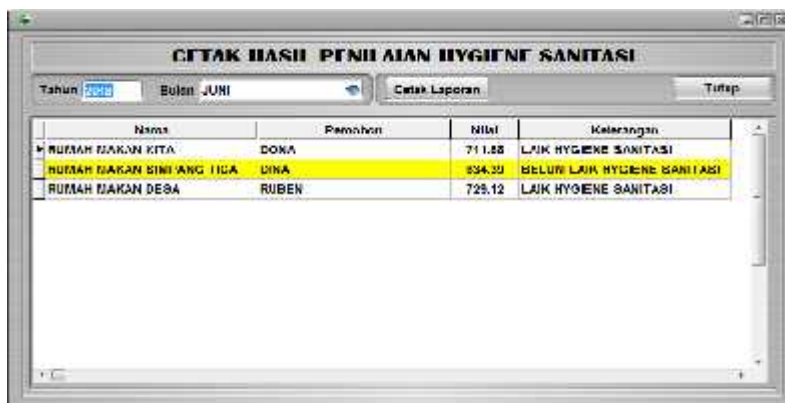 CETAK HASIL PENILAIAN HYGIENE SANITASI
Tahun 2018 Bulan JUNI Cetak Laporan Tutup
Nama Pemohon Nilai Keterangan
RUMAH MAKAN KITA DONA 711.88 LAIK HYGIENE SANITASI
RUMAH MAKAN SIMPANG TIGA DINA 634.39 BELUM LAIK HYGIENE SANITASI
RUMAH MAKAN DESA RUBEN 729.12 LAIK HYGIENE SANITASI